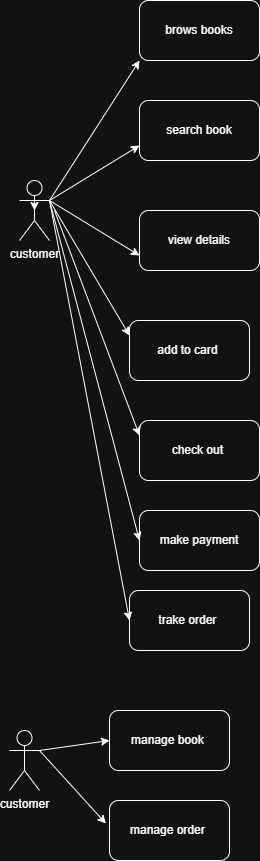 brows books
search book
view details
customer
add to card
check out
make payment
trake order
manage book
customer
manage order